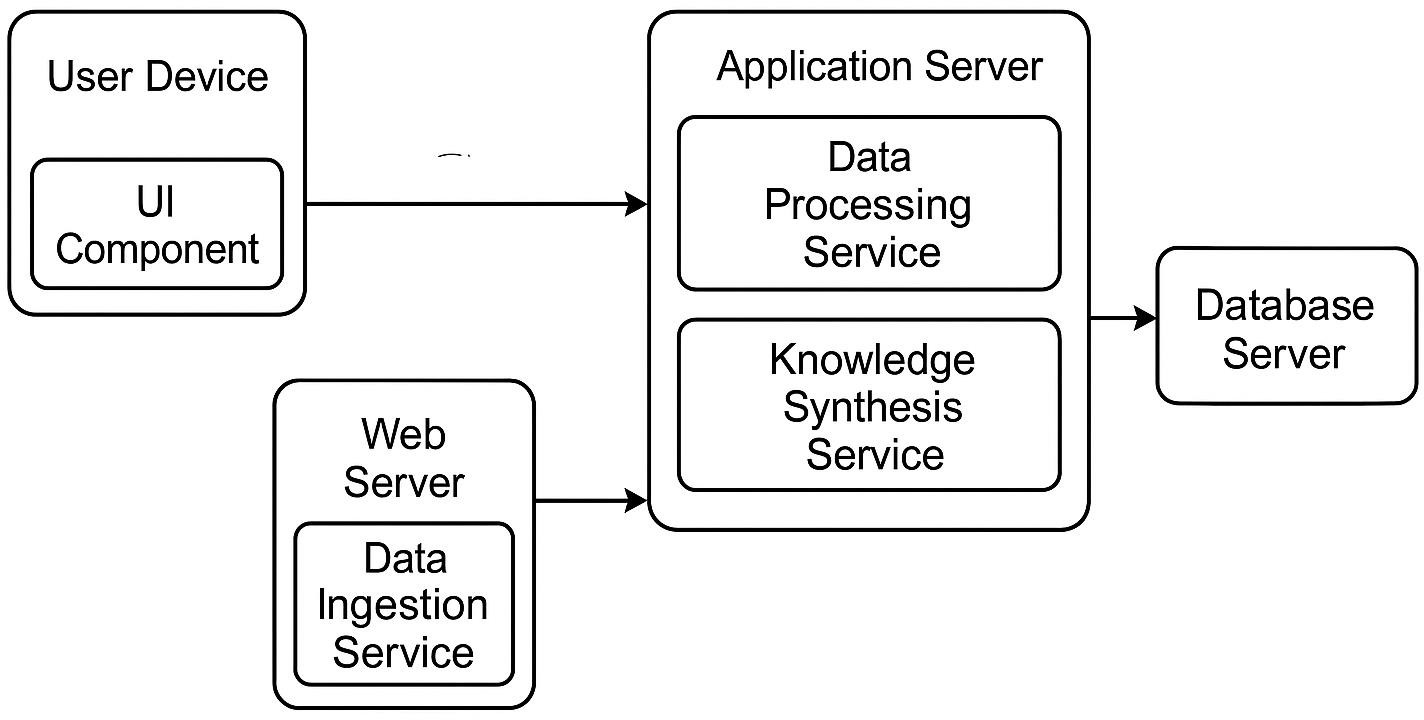 User Device
UI
Component
Application Server
Data
Processing
Service
Knowledge
Synthesis
Service
Web
Server
Data
Ingestion
Service
Database
Server